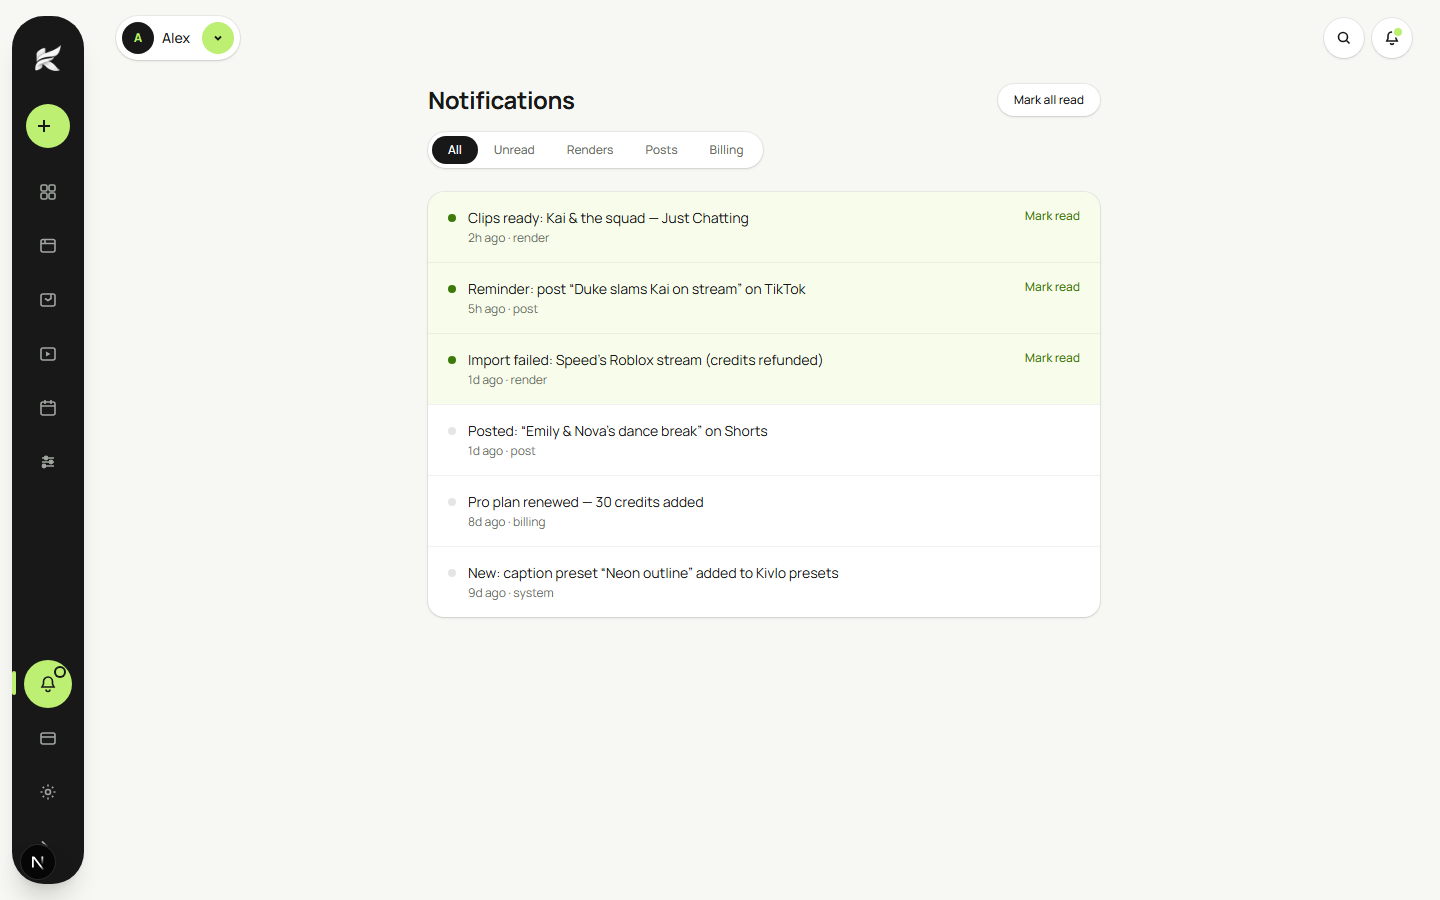 A Alex
Notifications
Mark all read
All Unread Renders Posts Billing
Clips ready: Kai & the squad — Just Chatting
Mark read
2h ago · render
Reminder: post “Duke slams Kai on stream” on TikTok
Mark read
5h ago · post
Import failed: Speed’s Roblox stream (credits refunded)
Mark read
1d ago · render
Posted: “Emily & Nova’s dance break” on Shorts
1d ago · post
Pro plan renewed — 30 credits added
8d ago · billing
New: caption preset “Neon outline” added to Kivlo presets
9d ago · system
N